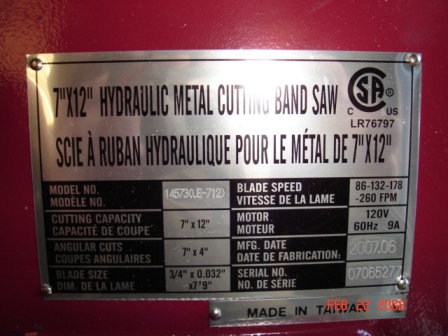 7"X12" HYDRAULIC METAL CUTTING BAND SAW
SCIE À RUBAN HYDRAULIQUE POUR LE MÉTAL DE 7"X12"
SA
C US
LR76797
MODEL NO.
MODÈLE NO.
14573(UE-712)
CUTTING CAPACITY
CAPACITÉ DE COUPE
7" x 12"
ANGULAR CUTS
COUPES ANGULAIRES
7" x 4"
BLADE SIZE
DIM. DE LA LAME
3/4" x 0.032"
x7'9"
BLADE SPEED
VITESSE DE LA LAME
86-132-178
-260 FPM
MOTOR
MOTEUR
120V
60Hz 9A
MFG. DATE
DATE DE FABRICATION:
2007.06
SERIAL NO.
NO. DE SÉRIE
07065277
MADE IN TAIWAN